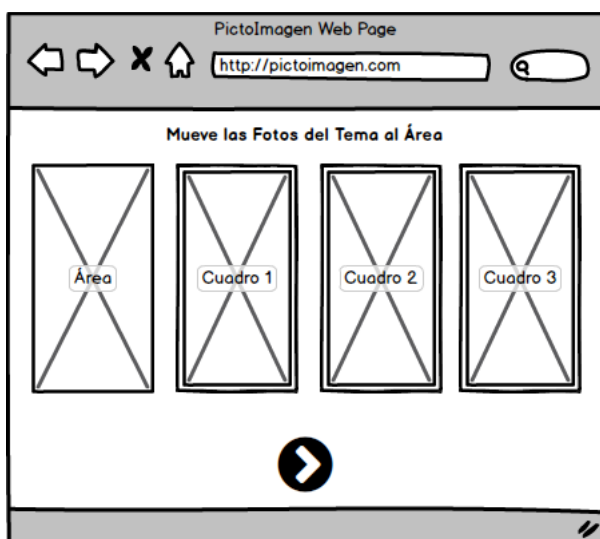 PictoImagen Web Page
http://pictoimagen.com
Mueve las Fotos del Tema al Área
Área
Cuadro 1
Cuadro 2
Cuadro 3